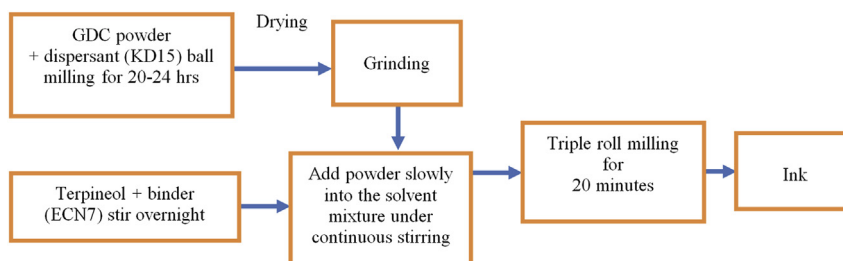 GDC powder
+ dispersant (KD15) ball
milling for 20-24 hrs
Drying
Grinding
Terpineol + binder
(ECN7) stir overnight
Add powder slowly
into the solvent
mixture under
continuous stirring
Triple roll milling
for
20 minutes
Ink